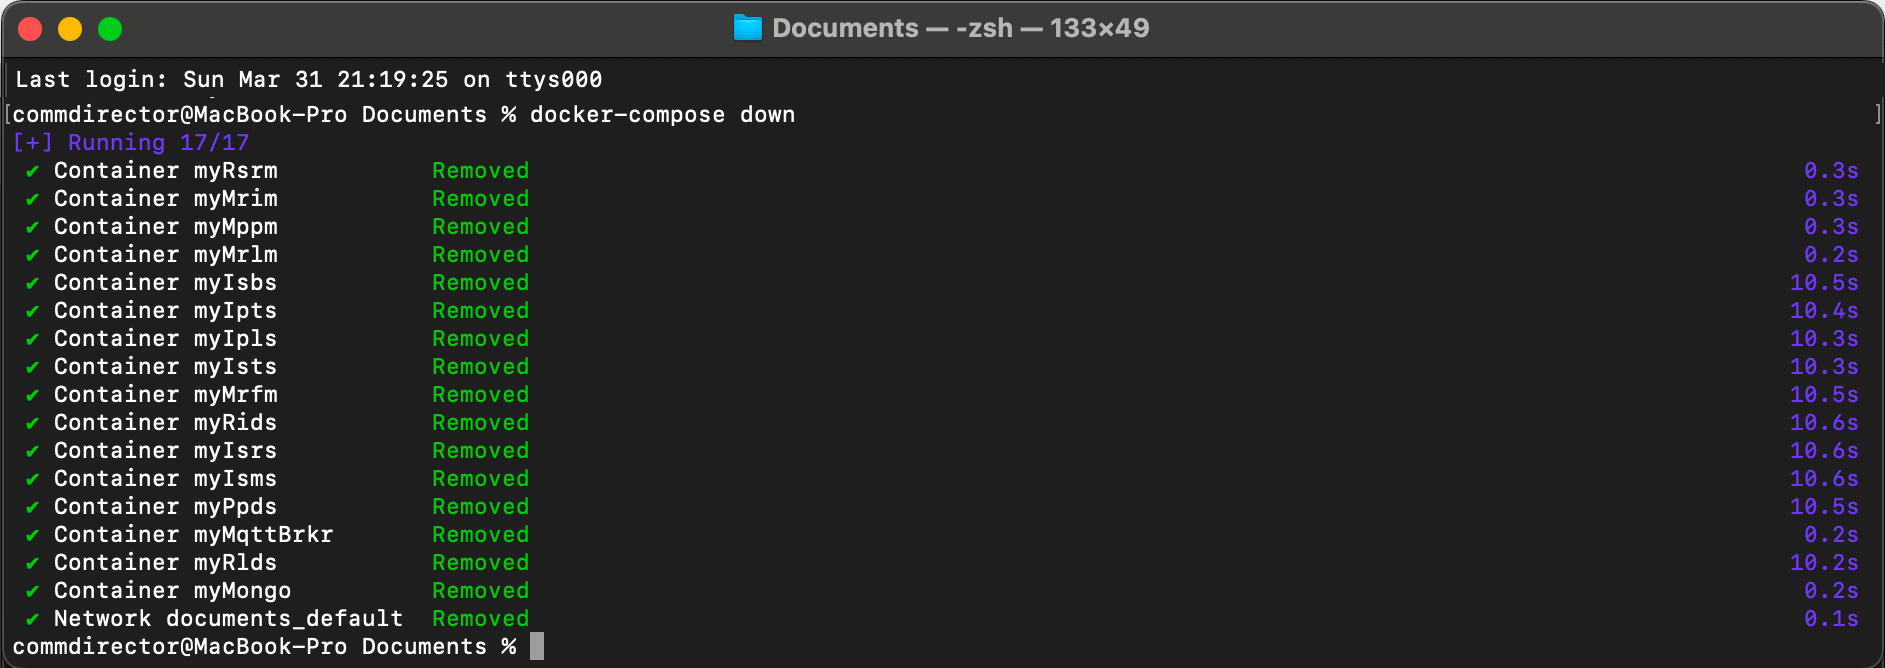 Documents — -zsh — 133×49
Last login: Sun Mar 31 21:19:25 on ttys000
[commdirector@MacBook-Pro Documents % docker-compose down ]
[+] Running 17/17
✔ Container myRsrm Removed 0.3s
✔ Container myMrim Removed 0.3s
✔ Container myMppm Removed 0.3s
✔ Container myMrlm Removed 0.2s
✔ Container myIsbs Removed 10.5s
✔ Container myIpts Removed 10.4s
✔ Container myIpls Removed 10.3s
✔ Container myIsts Removed 10.3s
✔ Container myMrfm Removed 10.5s
✔ Container myRids Removed 10.6s
✔ Container myIsrs Removed 10.6s
✔ Container myIsms Removed 10.6s
✔ Container myPpds Removed 10.5s
✔ Container myMqttBrkr Removed 0.2s
✔ Container myRlds Removed 10.2s
✔ Container myMongo Removed 0.2s
✔ Network documents_default Removed 0.1s
commdirector@MacBook-Pro Documents %